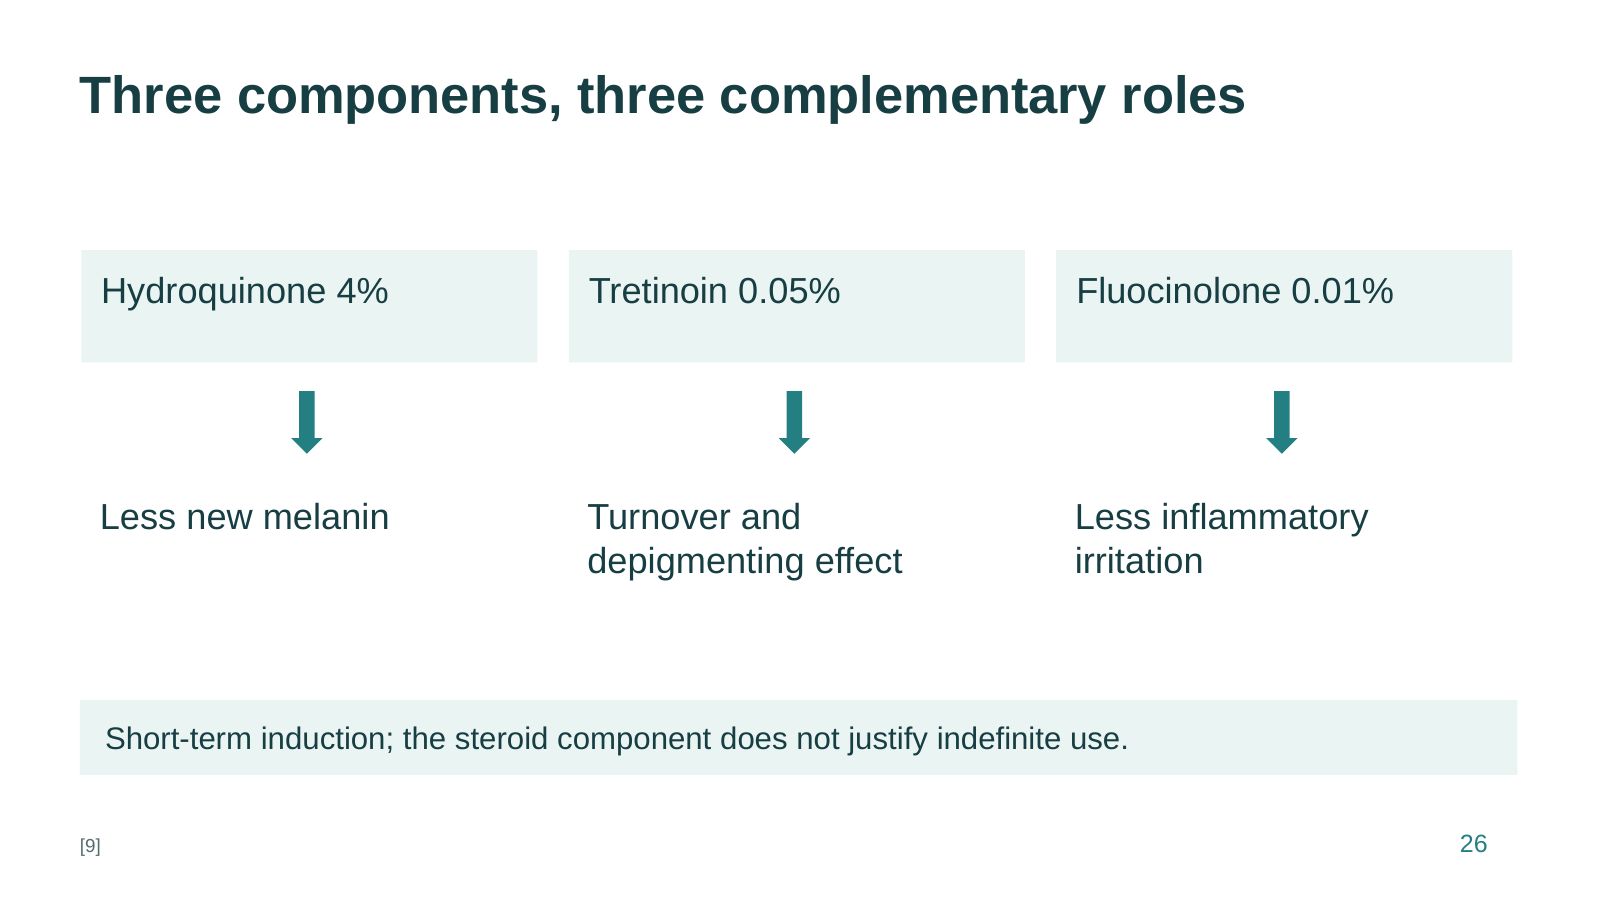 Three components, three complementary roles
Hydroquinone 4%
Tretinoin 0.05%
Fluocinolone 0.01%
Less new melanin
Turnover and
depigmenting effect
Less inflammatory
irritation
Short-term induction; the steroid component does not justify indefinite use.
[9]
26